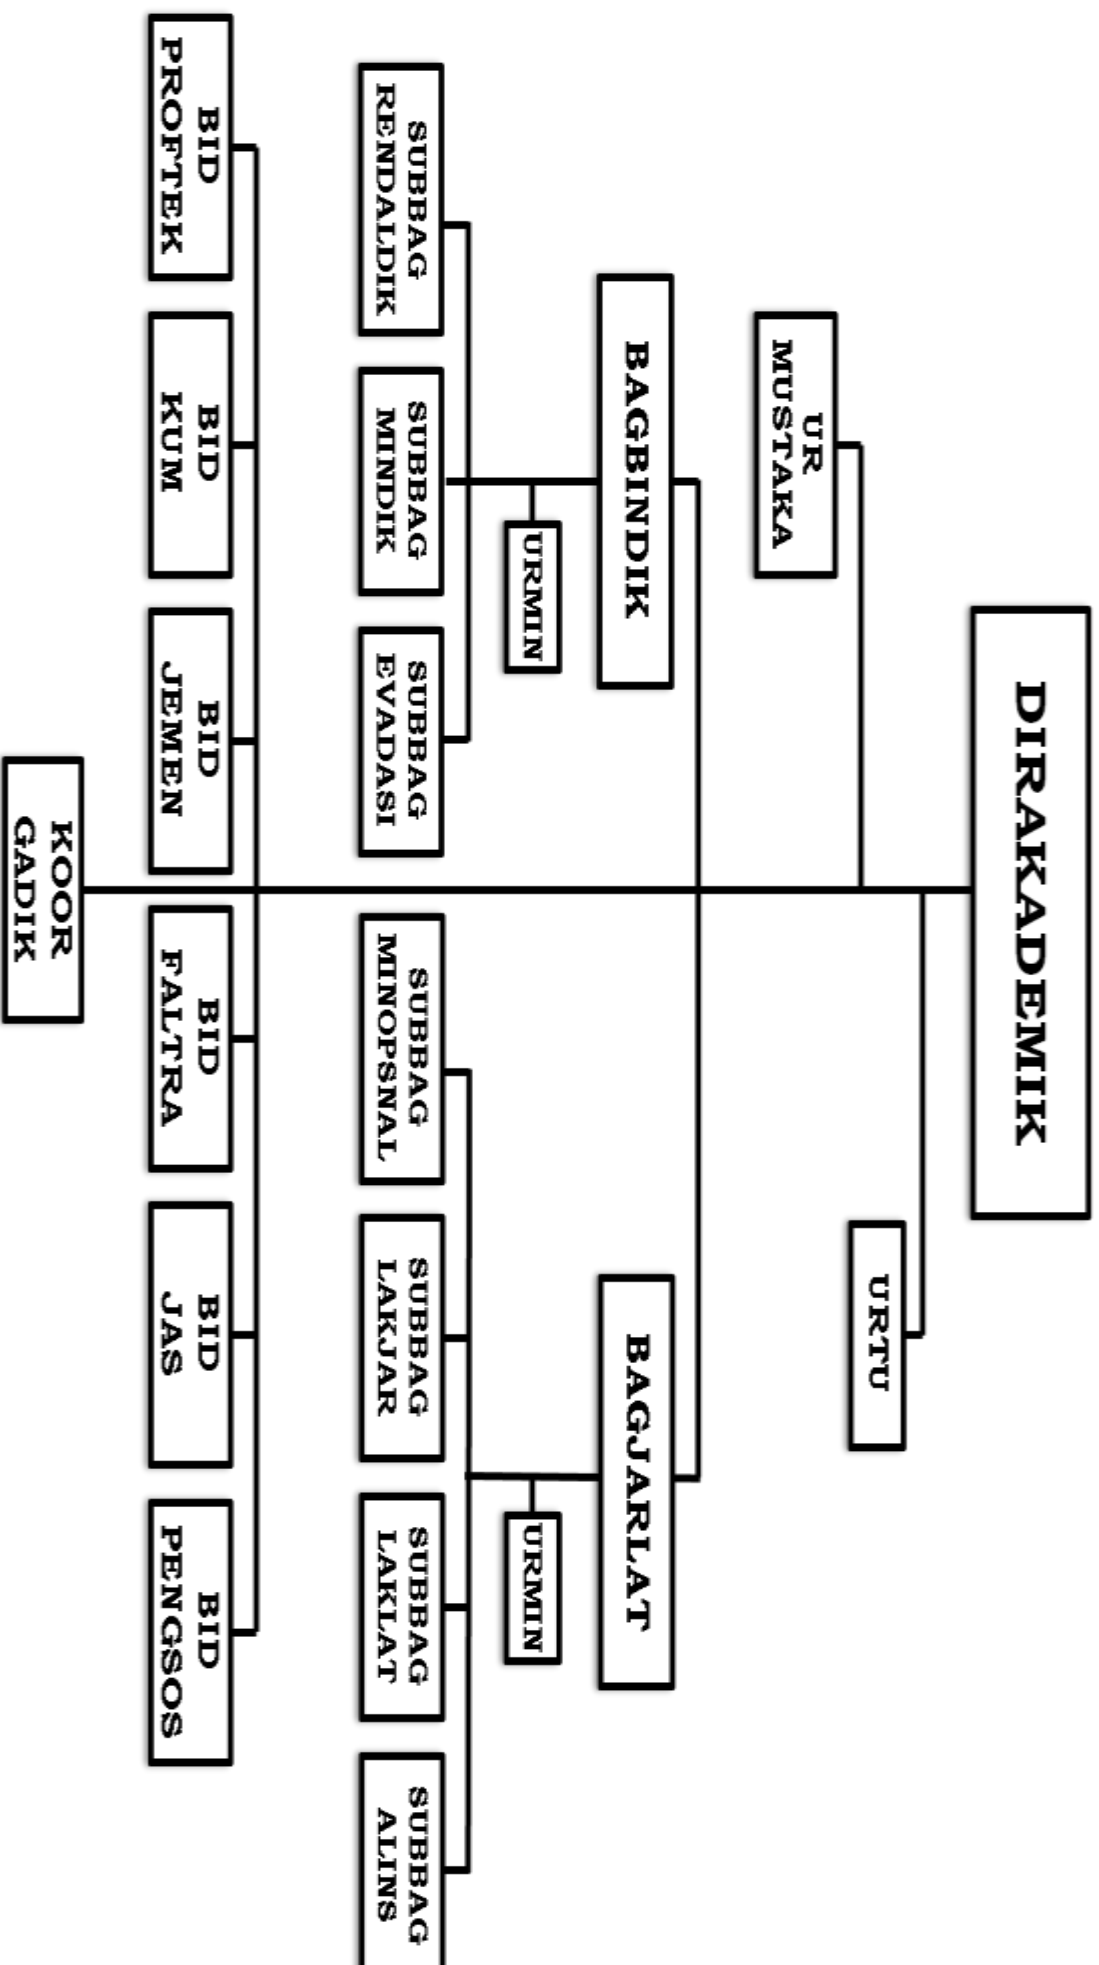 DIRAKADEMIK
URTU
UR
MUSTAKA
BAGBINDIK
BAGJARLAT
URMIN
URMIN
SUBBAG
RENDALDIK
SUBBAG
MINDIK
SUBBAG
EVADASI
SUBBAG
MINOPSNAL
SUBBAG
LAKJAR
SUBBAG
LAKLAT
SUBBAG
ALINS
BID
PROFTEK
BID
KUM
BID
JEMEN
BID
FALTRA
BID
JAS
BID
PENGSOS
KOOR
GADIK